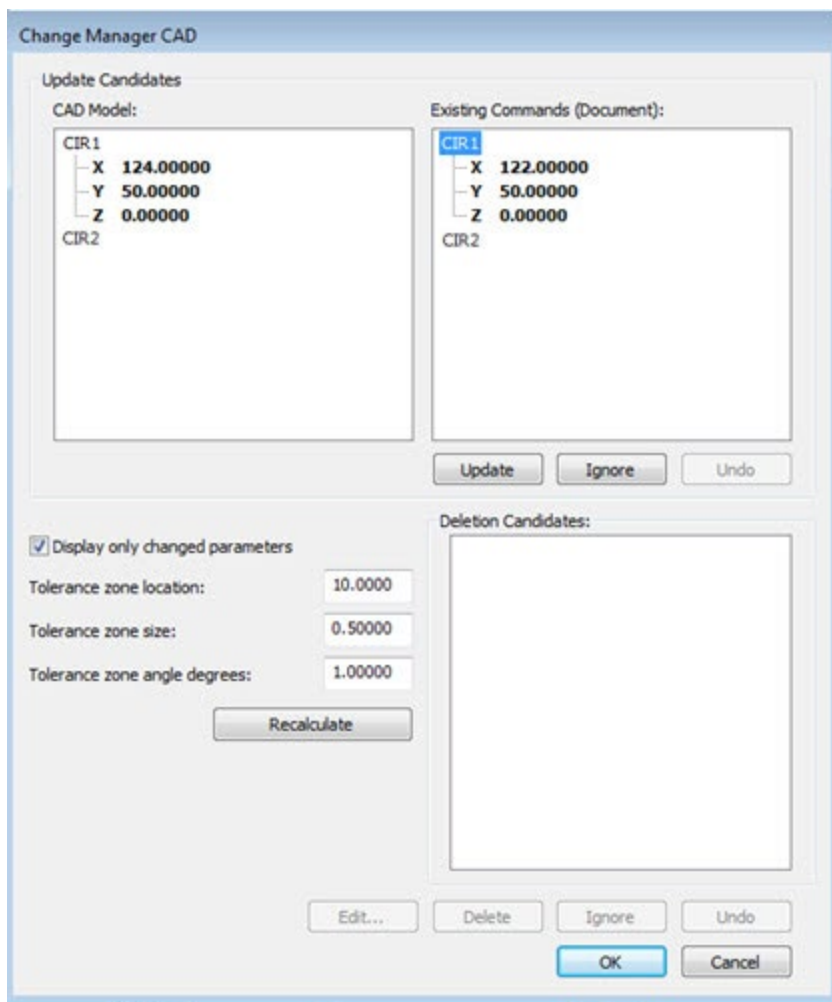 Change Manager CAD
Update Candidates
CAD Model:
CIR1
X 124.00000
Y 50.00000
Z 0.00000
CIR2
Existing Commands (Document):
CIR1
X 122.00000
Y 50.00000
Z 0.00000
CIR2
Update Ignore Undo
Display only changed parameters
Tolerance zone location: 10.0000
Tolerance zone size: 0.50000
Tolerance zone angle degrees: 1.00000
Recalculate
Deletion Candidates:
Edit... Delete Ignore Undo
OK Cancel